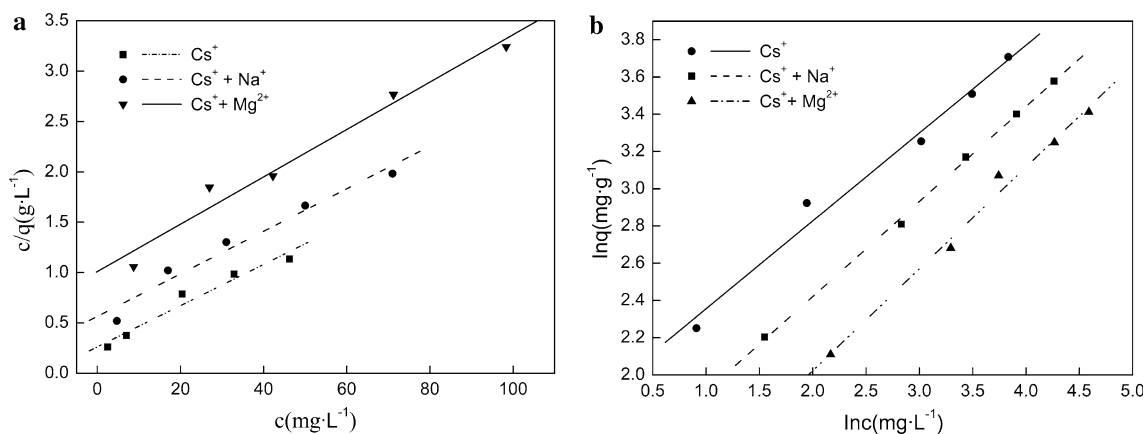 a
3.5
3.0
2.5
2.0
1.5
1.0
0.5
0.0
c/q(g·L⁻¹)
Cs⁺
Cs⁺ + Na⁺
Cs⁺+ Mg²⁺
0
20
40
60
80
100
c(mg·L⁻¹)
b
3.8
3.6
3.4
3.2
3.0
2.8
2.6
2.4
2.2
2.0
lnq(mg·g⁻¹)
Cs⁺
Cs⁺ + Na⁺
Cs⁺+ Mg²⁺
0.5
1.0
1.5
2.0
2.5
3.0
3.5
4.0
4.5
5.0
lnc(mg·L⁻¹)